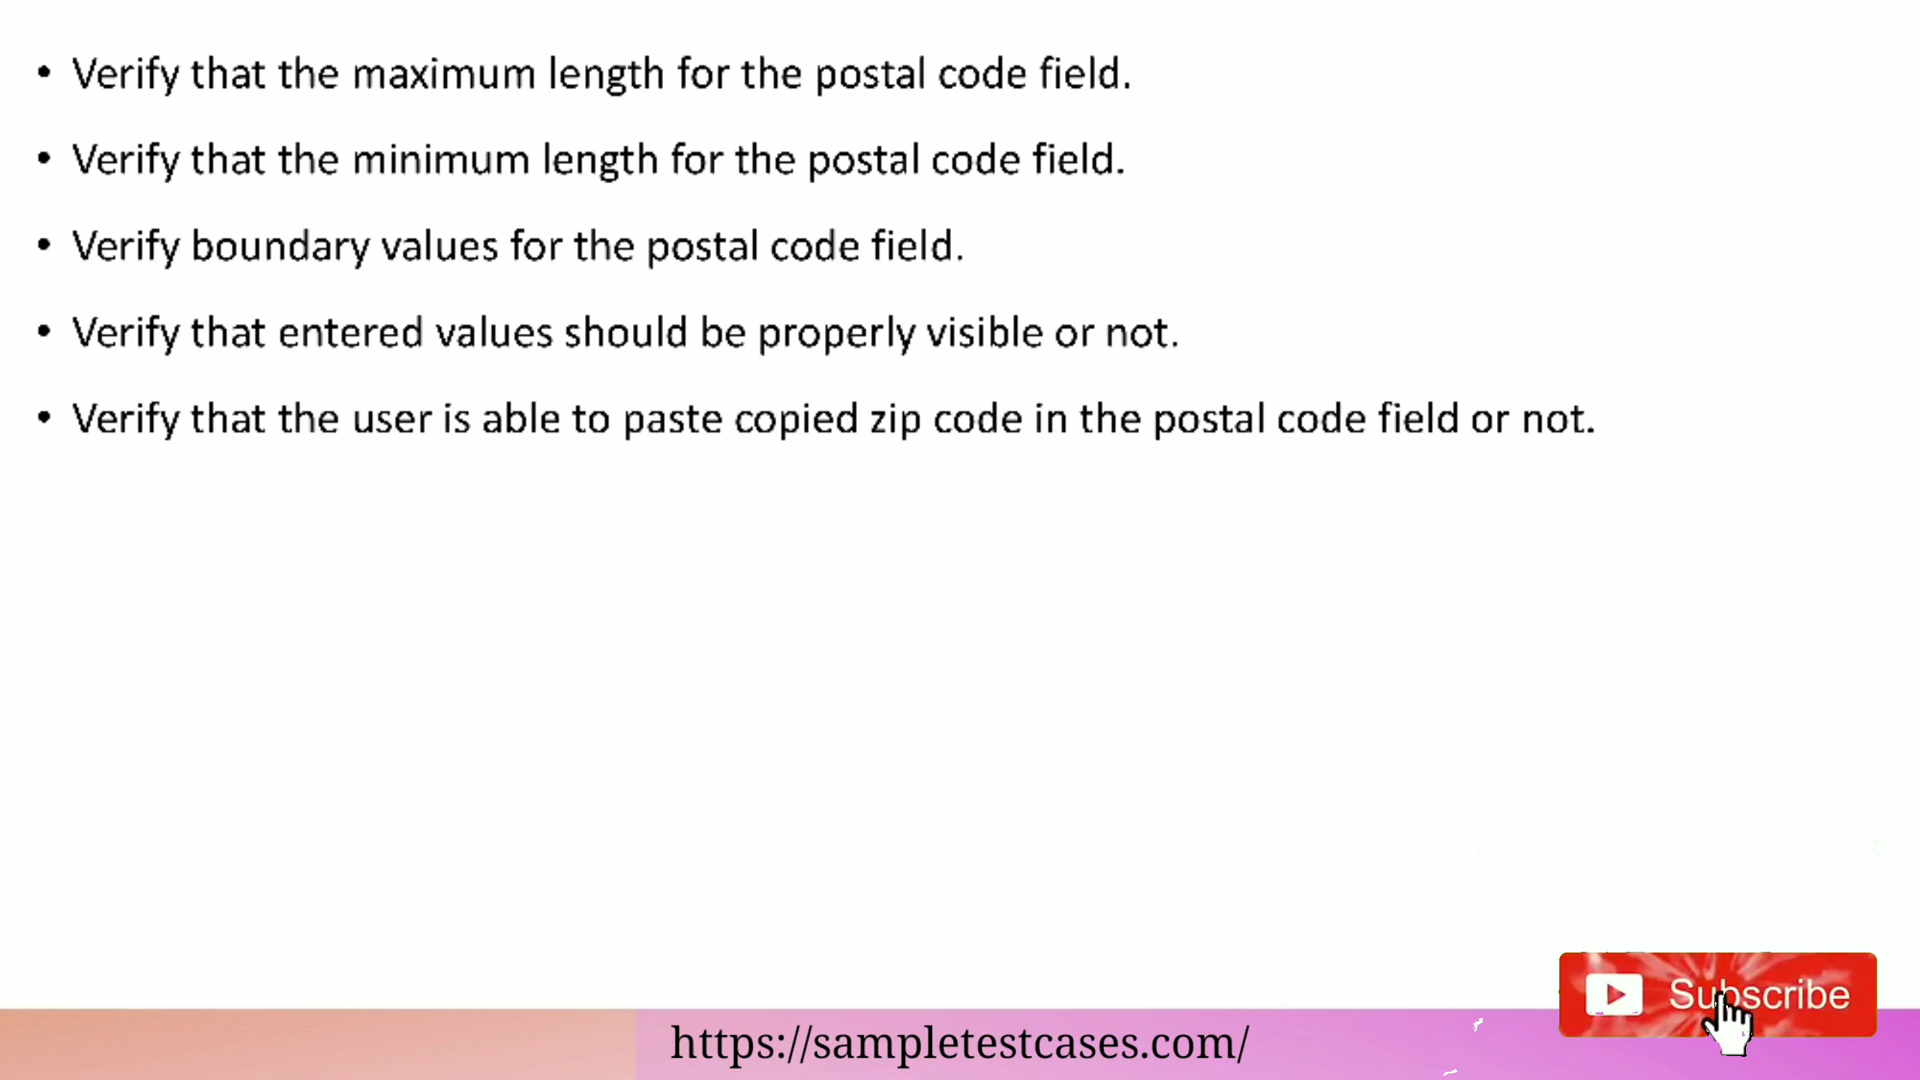 • Verify that the maximum length for the postal code field.
• Verify that the minimum length for the postal code field.
• Verify boundary values for the postal code field.
• Verify that entered values should be properly visible or not.
• Verify that the user is able to paste copied zip code in the postal code field or not.
Subscribe
https://sampletestcases.com/